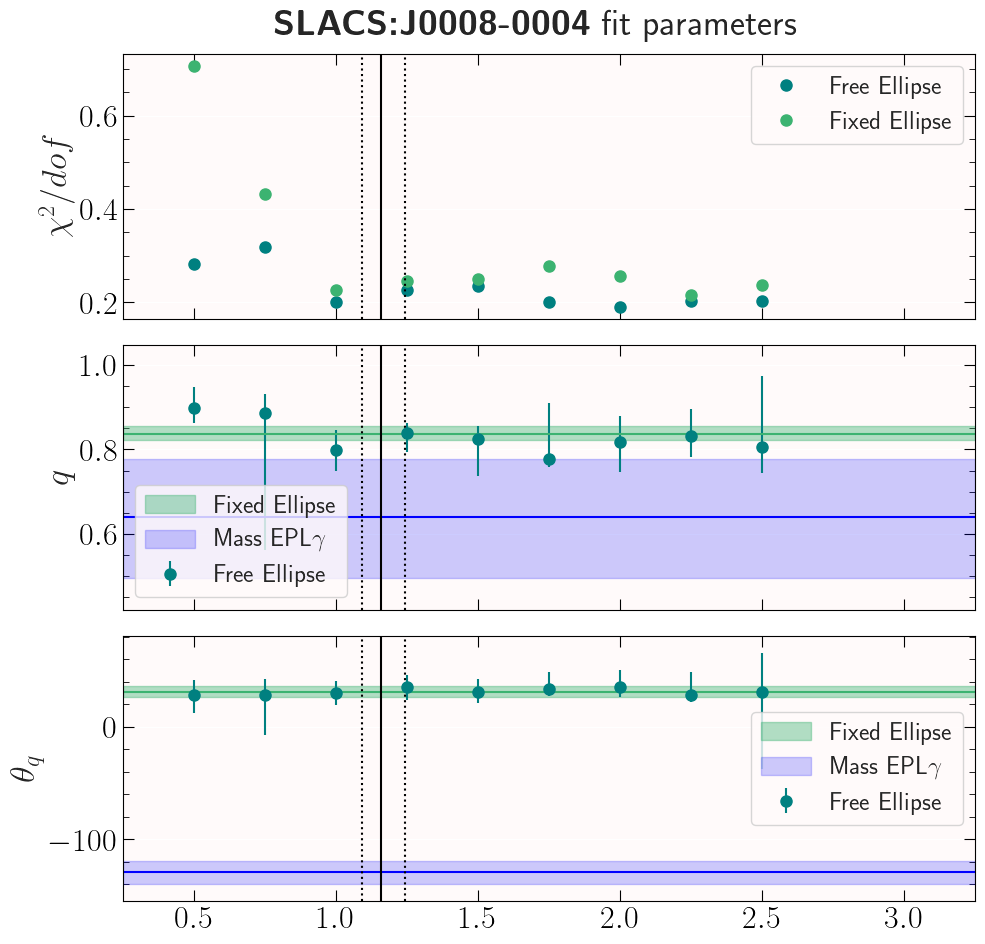 SLACS:J0008-0004 fit parameters
χ²/dof
0.6
0.4
0.2
Free Ellipse
Fixed Ellipse
q
1.0
0.8
0.6
Fixed Ellipse
Mass EPLγ
Free Ellipse
θ_q
0
−100
Fixed Ellipse
Mass EPLγ
Free Ellipse
0.5 1.0 1.5 2.0 2.5 3.0